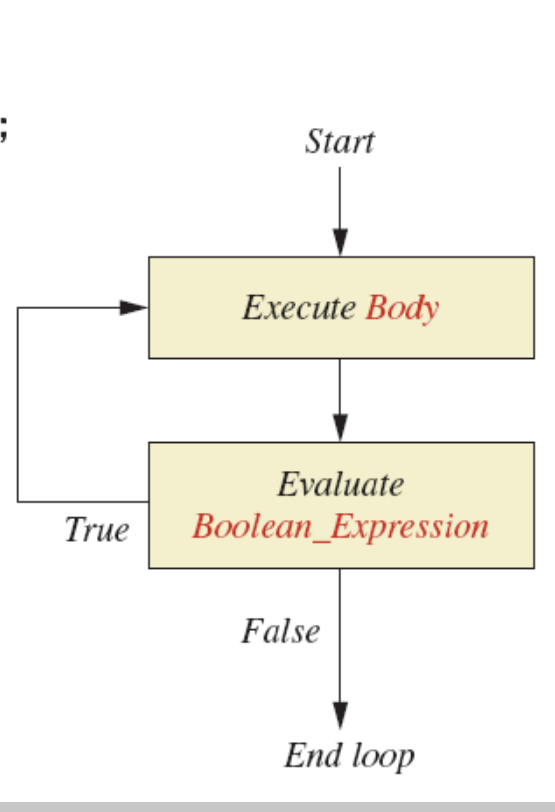 ;
Start
Execute Body
Evaluate
Boolean_Expression
True
False
End loop